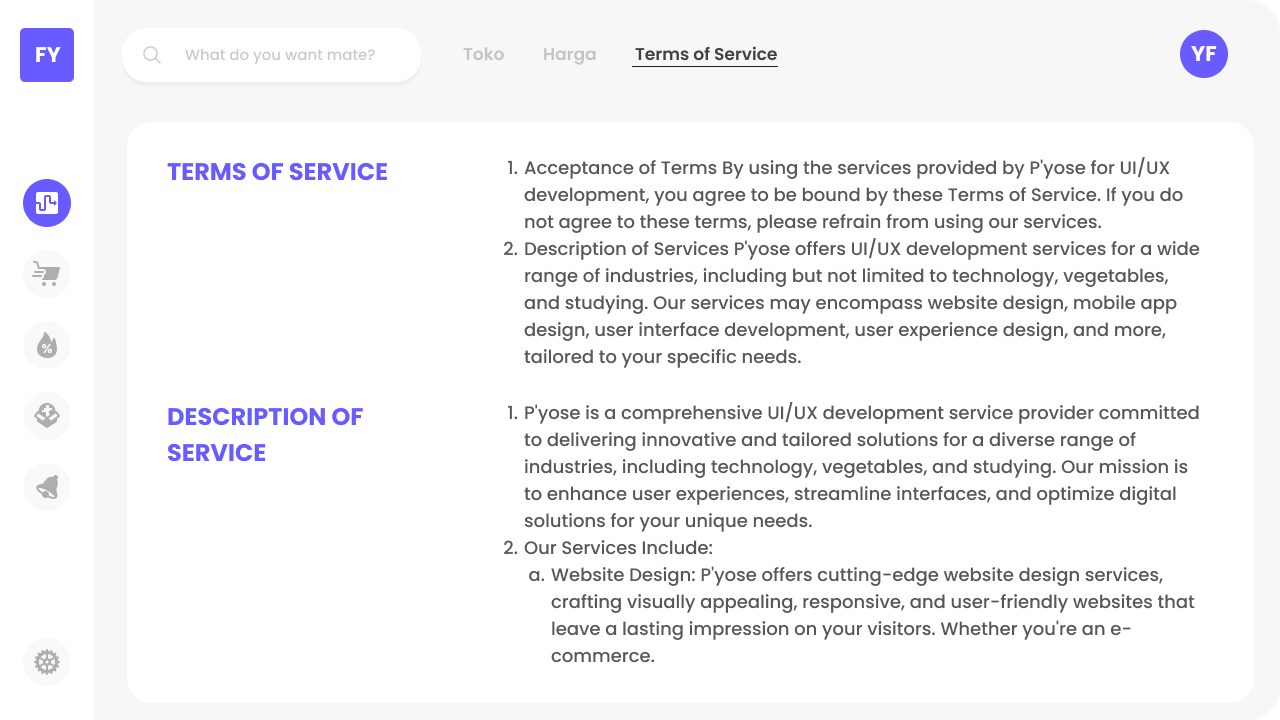 FY
What do you want mate?
Toko
Harga
Terms of Service
YF
TERMS OF SERVICE
1. Acceptance of Terms By using the services provided by P'yose for UI/UX
development, you agree to be bound by these Terms of Service. If you do
not agree to these terms, please refrain from using our services.
2. Description of Services P'yose offers UI/UX development services for a wide
range of industries, including but not limited to technology, vegetables,
and studying. Our services may encompass website design, mobile app
design, user interface development, user experience design, and more,
tailored to your specific needs.
%
DESCRIPTION OF
SERVICE
1. P'yose is a comprehensive UI/UX development service provider committed
to delivering innovative and tailored solutions for a diverse range of
industries, including technology, vegetables, and studying. Our mission is
to enhance user experiences, streamline interfaces, and optimize digital
solutions for your unique needs.
2. Our Services Include:
a. Website Design: P'yose offers cutting-edge website design services,
crafting visually appealing, responsive, and user-friendly websites that
leave a lasting impression on your visitors. Whether you're an e-
commerce.